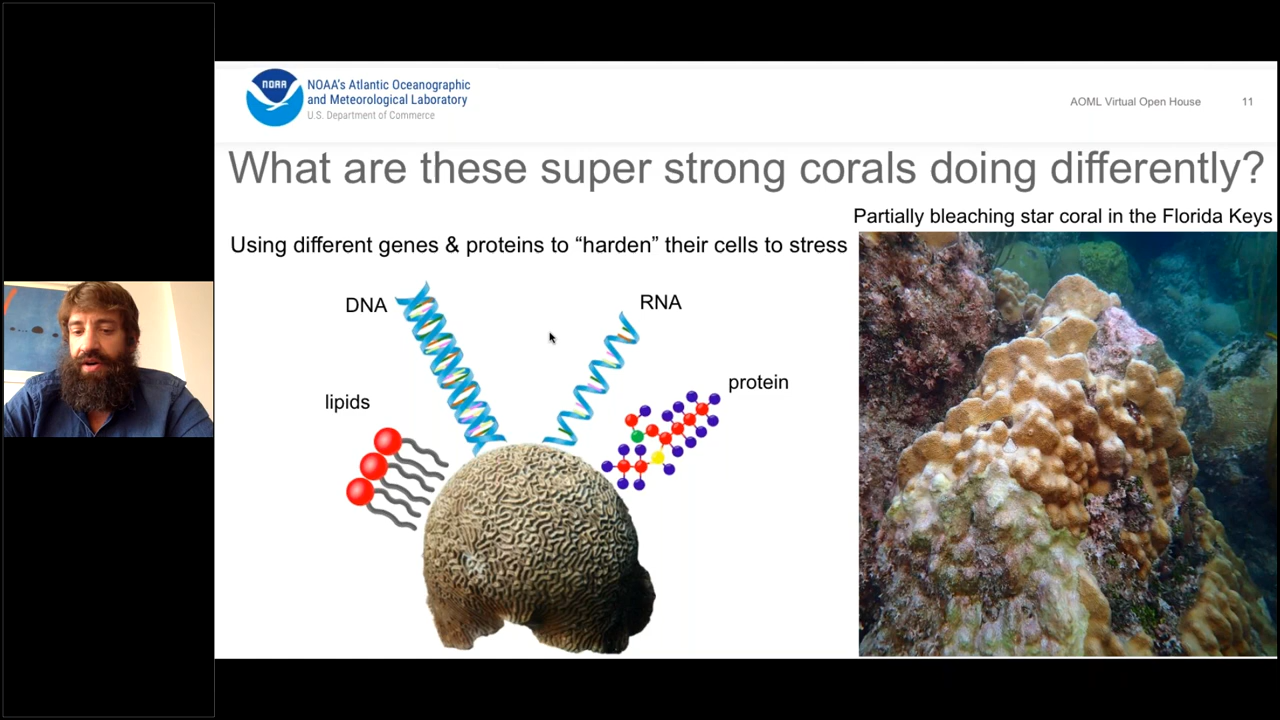 NOAA
NOAA's Atlantic Oceanographic
and Meteorological Laboratory
U.S. Department of Commerce
AOML Virtual Open House 11
What are these super strong corals doing differently?
Partially bleaching star coral in the Florida Keys
Using different genes & proteins to “harden” their cells to stress
DNA
RNA
protein
lipids